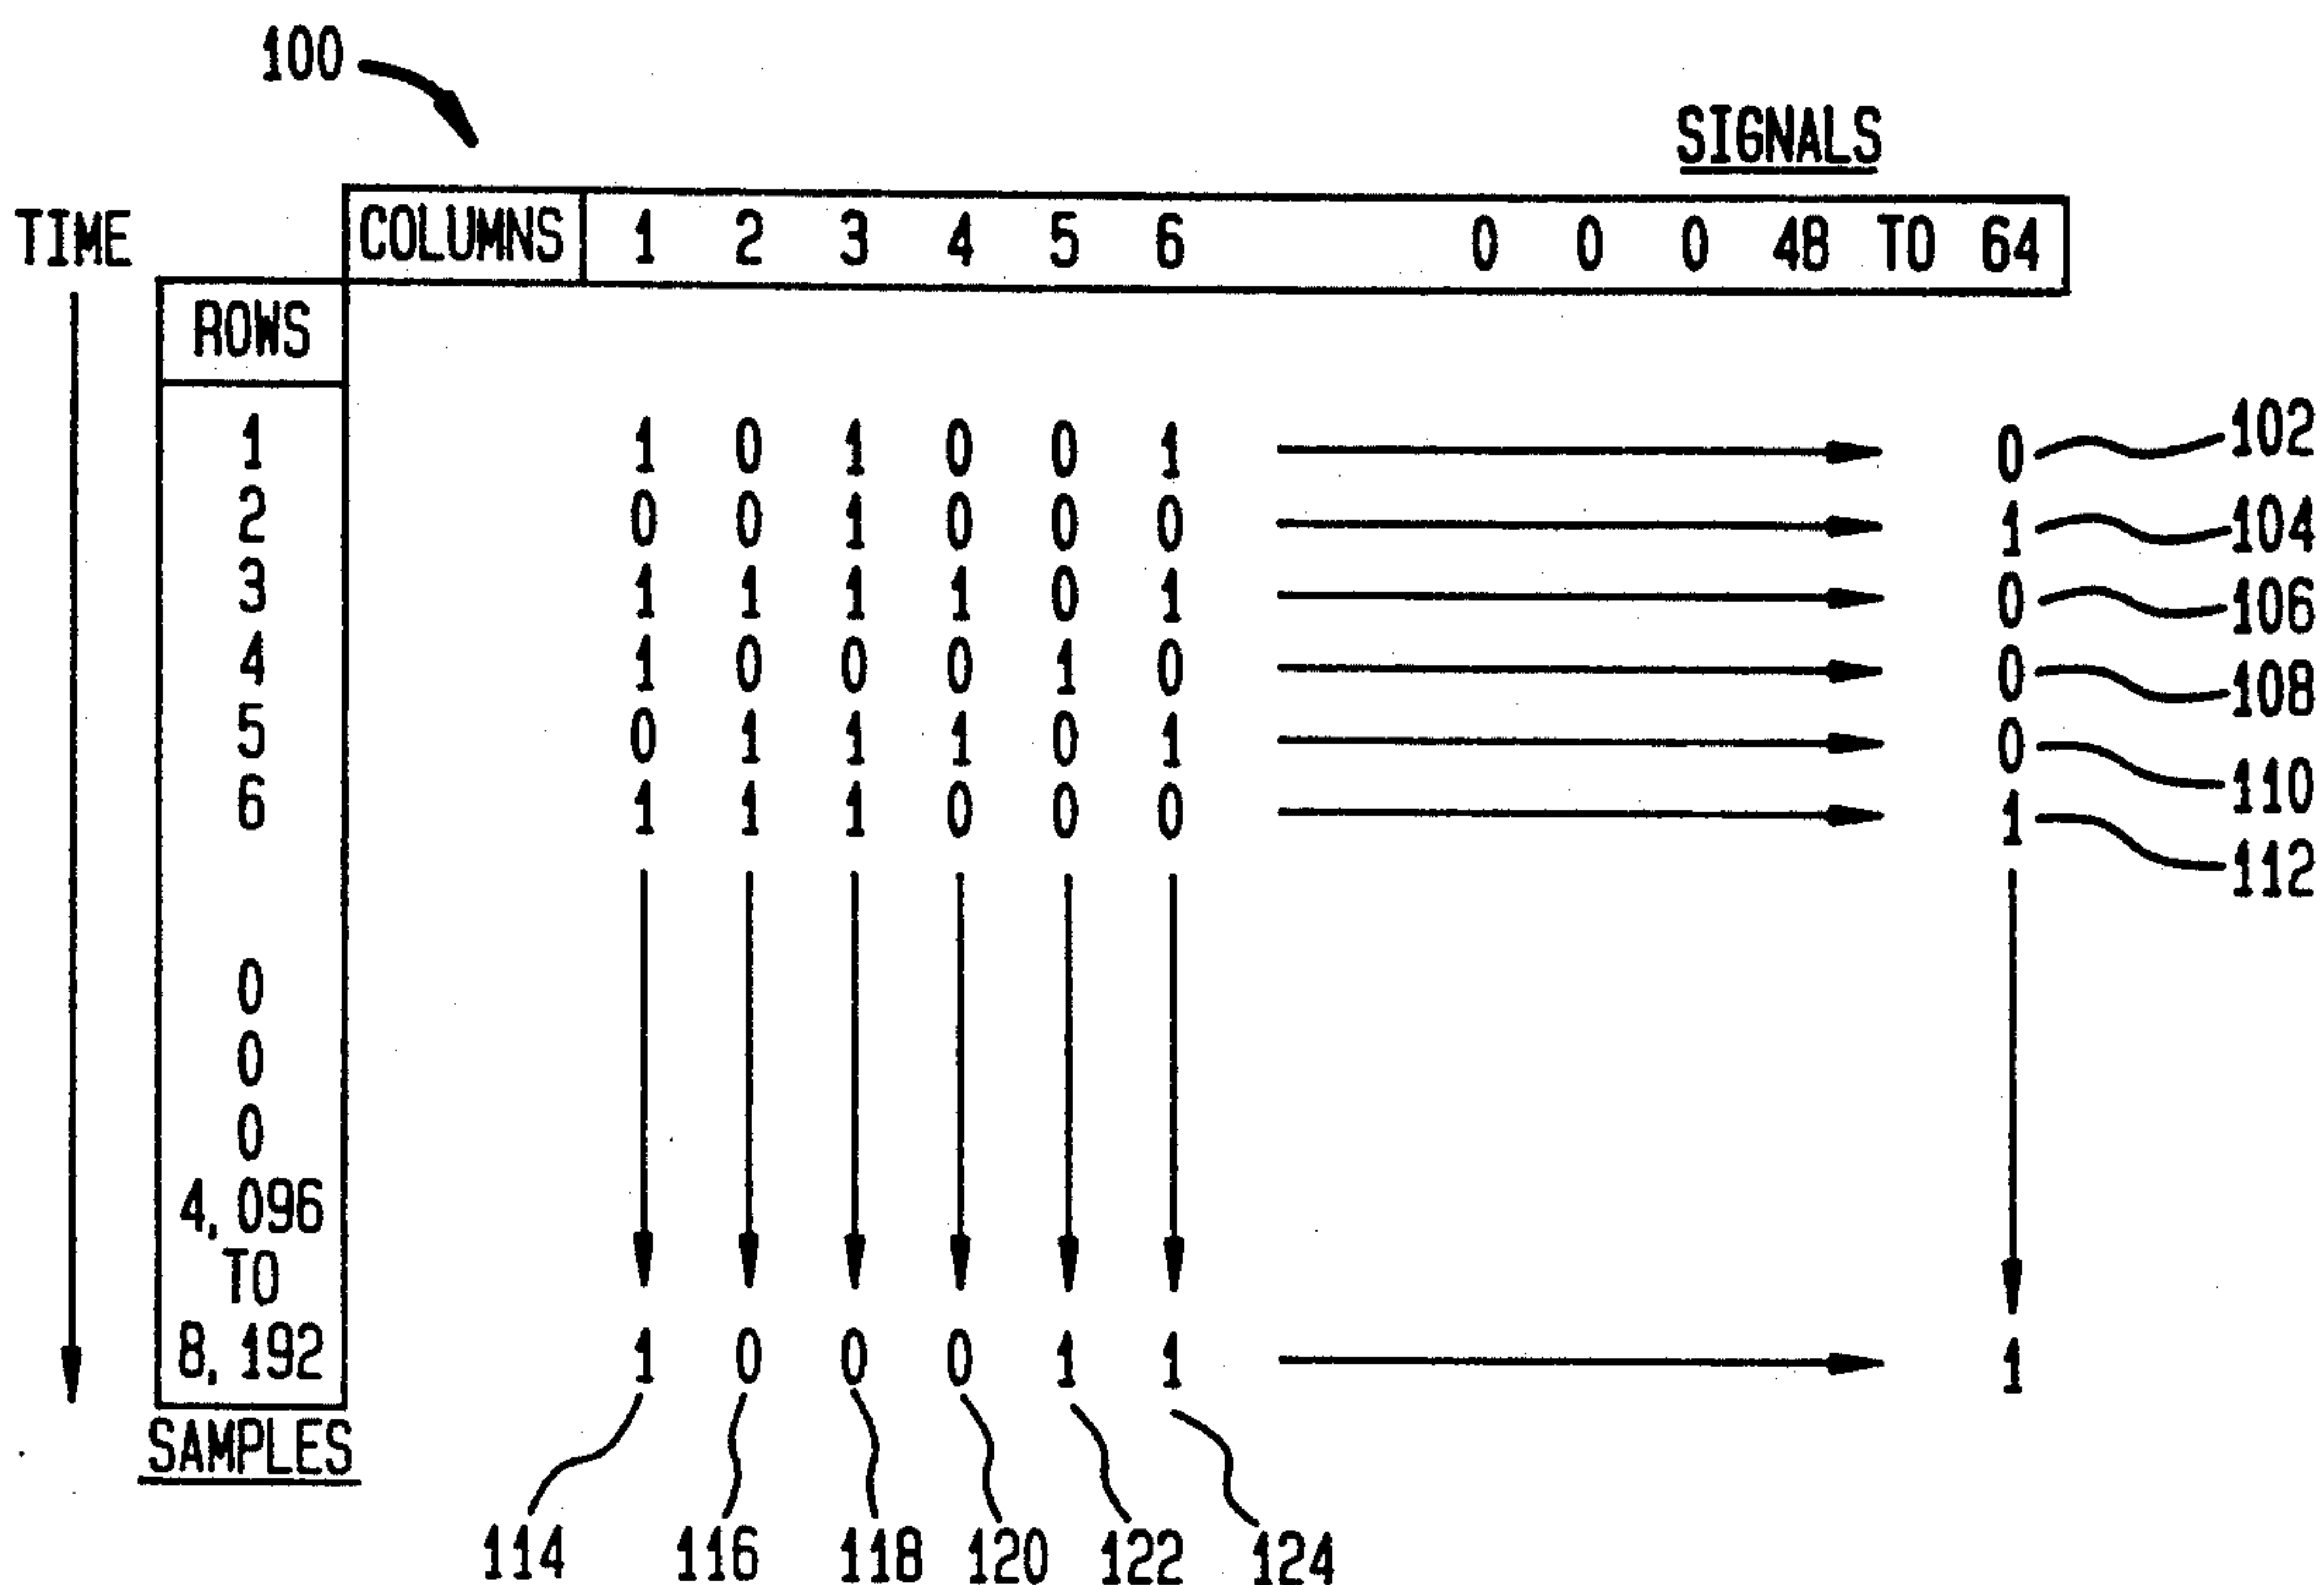 100
SIGNALS
TIME COLUMNS 1 2 3 4 5 6 0 0 0 48 TO 64
ROWS
1 1 0 1 0 0 1 0 102
2 0 0 1 0 0 0 1 104
3 1 1 1 1 0 1 0 106
4 1 0 0 0 1 0 0 108
5 0 1 1 1 0 1 0 110
6 1 1 1 0 0 0 1 112
0
0
0
4,096
TO
8,192 1 0 0 0 1 1 1
SAMPLES
114 116 118 120 122 124